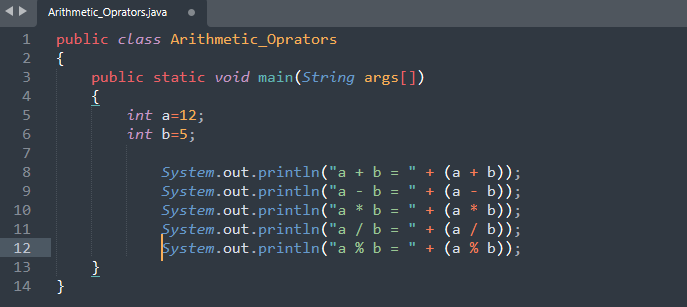 Arithmetic_Oprators.java
1 public class Arithmetic_Oprators
2 {
3     public static void main(String args[])
4     {
5         int a=12;
6         int b=5;
7
8             System.out.println("a + b = " + (a + b));
9             System.out.println("a - b = " + (a - b));
10             System.out.println("a * b = " + (a * b));
11             System.out.println("a / b = " + (a / b));
12             System.out.println("a % b = " + (a % b));
13     }
14 }